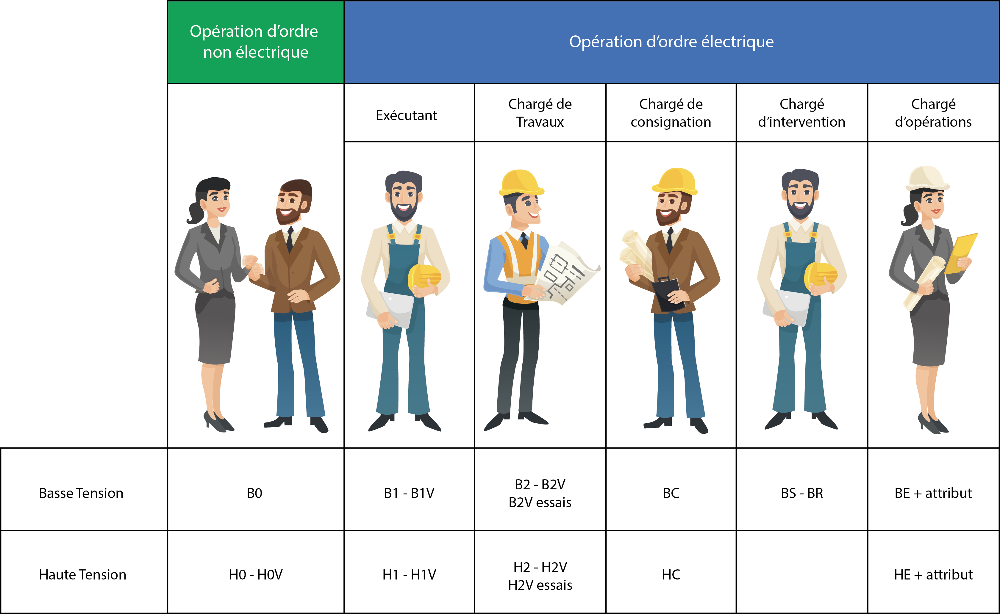 Opération d’ordre
non électrique
Opération d’ordre électrique
Exécutant
Chargé de
Travaux
Chargé de
consignation
Chargé
d’intervention
Chargé
d’opérations
Basse Tension
B0
B1 - B1V
B2 - B2V
B2V essais
BC
BS - BR
BE + attribut
Haute Tension
H0 - H0V
H1 - H1V
H2 - H2V
H2V essais
HC
HE + attribut